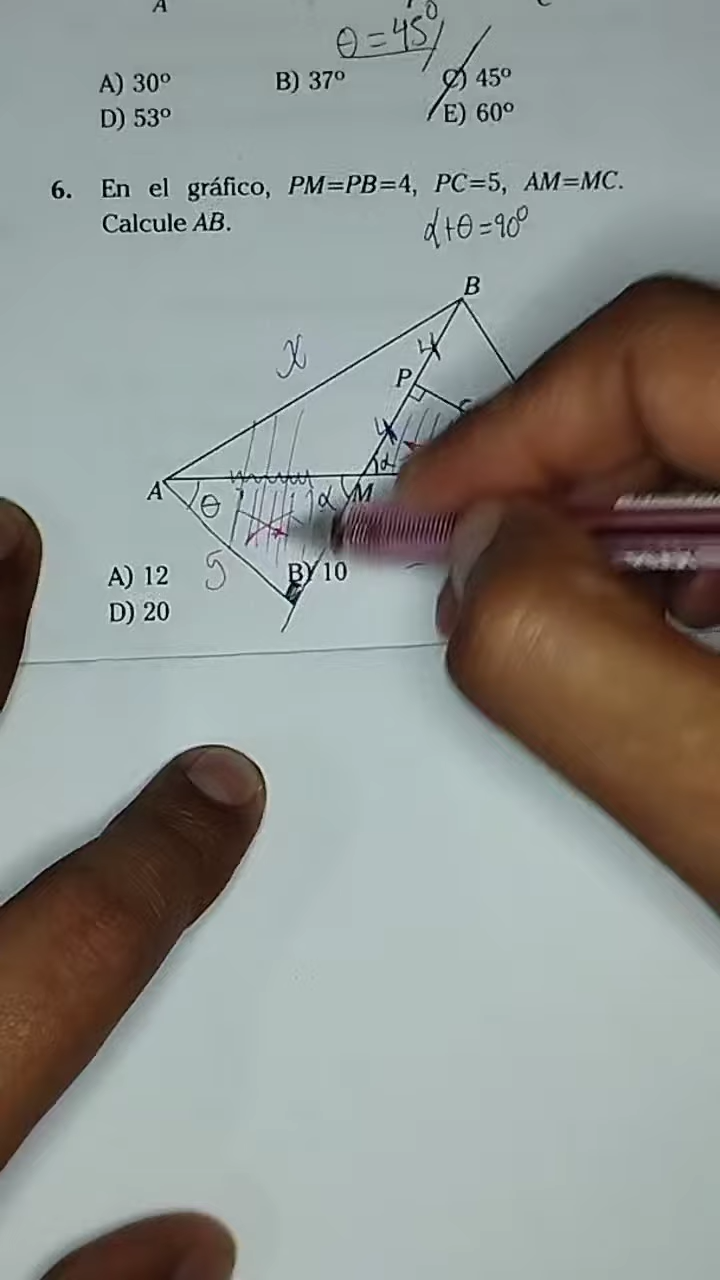 A
θ = 45°
A) 30° B) 37° C) 45°
D) 53° E) 60°
6. En el gráfico, PM=PB=4, PC=5, AM=MC.
Calcule AB.
α+θ=90°
B
x
4
P
4
α
A
θ
α
M
5
A) 12 B) 10
D) 20